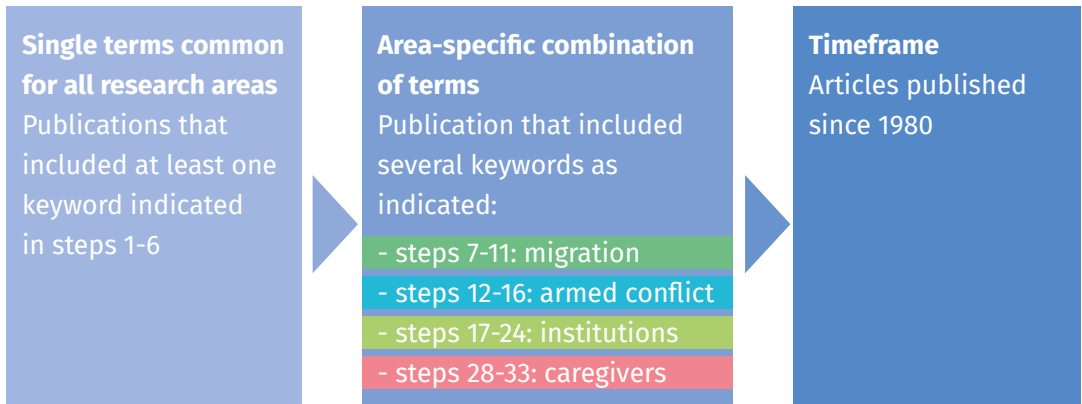 Single terms common
for all research areas
Publications that
included at least one
keyword indicated
in steps 1-6
Area-specific combination
of terms
Publication that included
several keywords as
indicated:
- steps 7-11: migration
- steps 12-16: armed conflict
- steps 17-24: institutions
- steps 28-33: caregivers
Timeframe
Articles published
since 1980